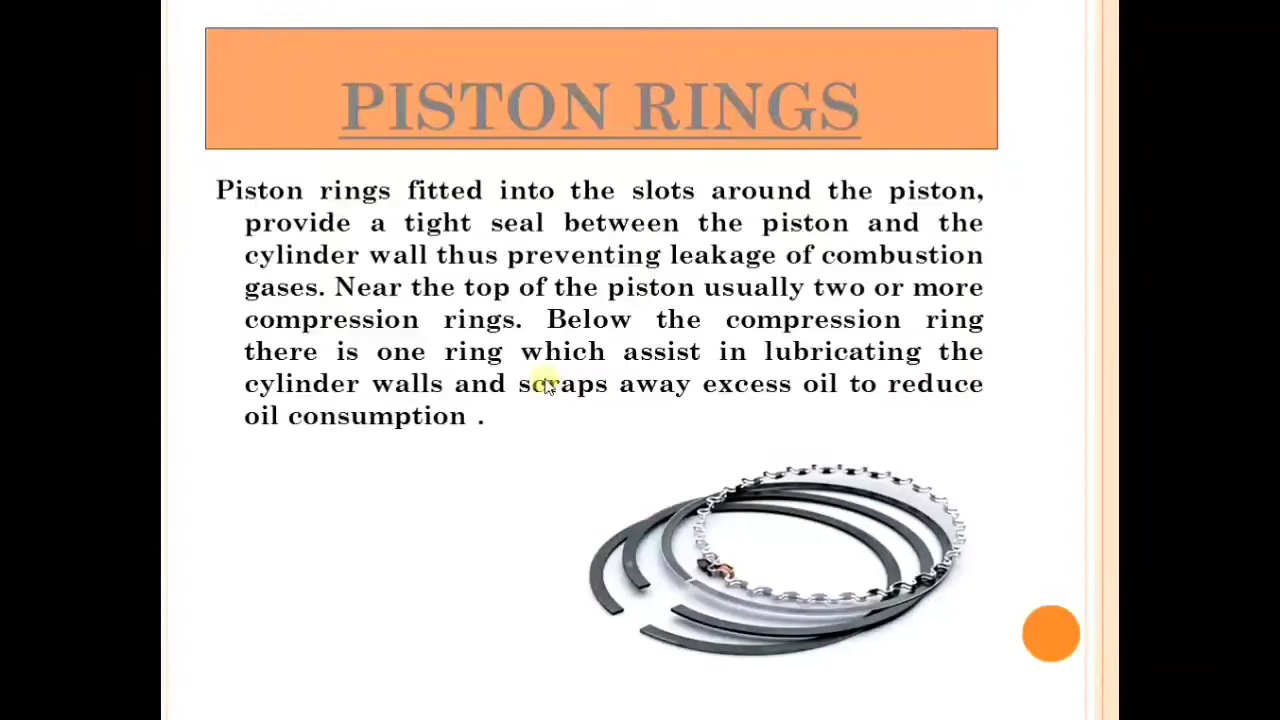 PISTON RINGS
Piston rings fitted into the slots around the piston,
provide a tight seal between the piston and the
cylinder wall thus preventing leakage of combustion
gases. Near the top of the piston usually two or more
compression rings. Below the compression ring
there is one ring which assist in lubricating the
cylinder walls and scraps away excess oil to reduce
oil consumption .